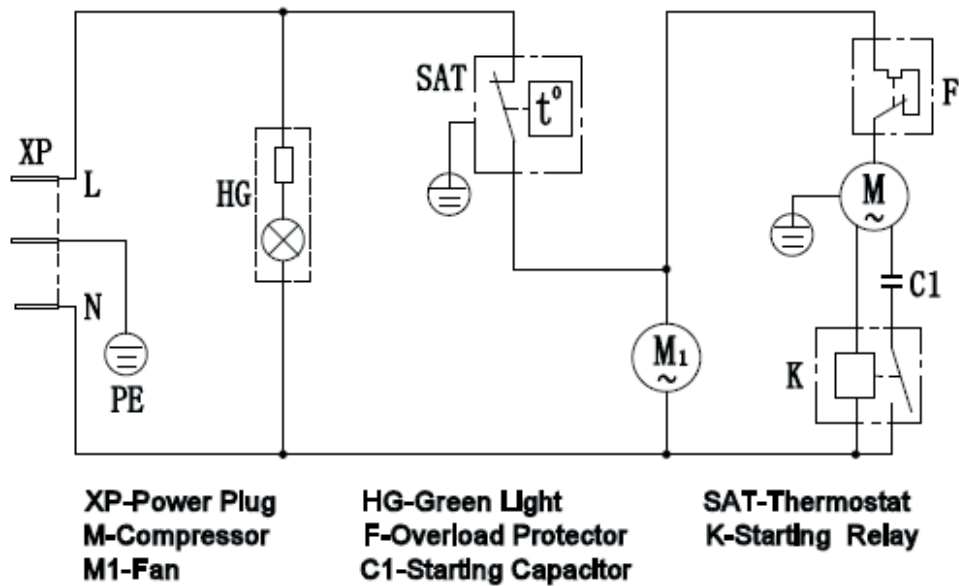 SAT
t°
F
XP
L
HG
M
~
C1
N
M1
~
K
PE
XP-Power Plug HG-Green Light SAT-Thermostat
M-Compressor F-Overload Protector K-Starting Relay
M1-Fan C1-Starting Capacitor